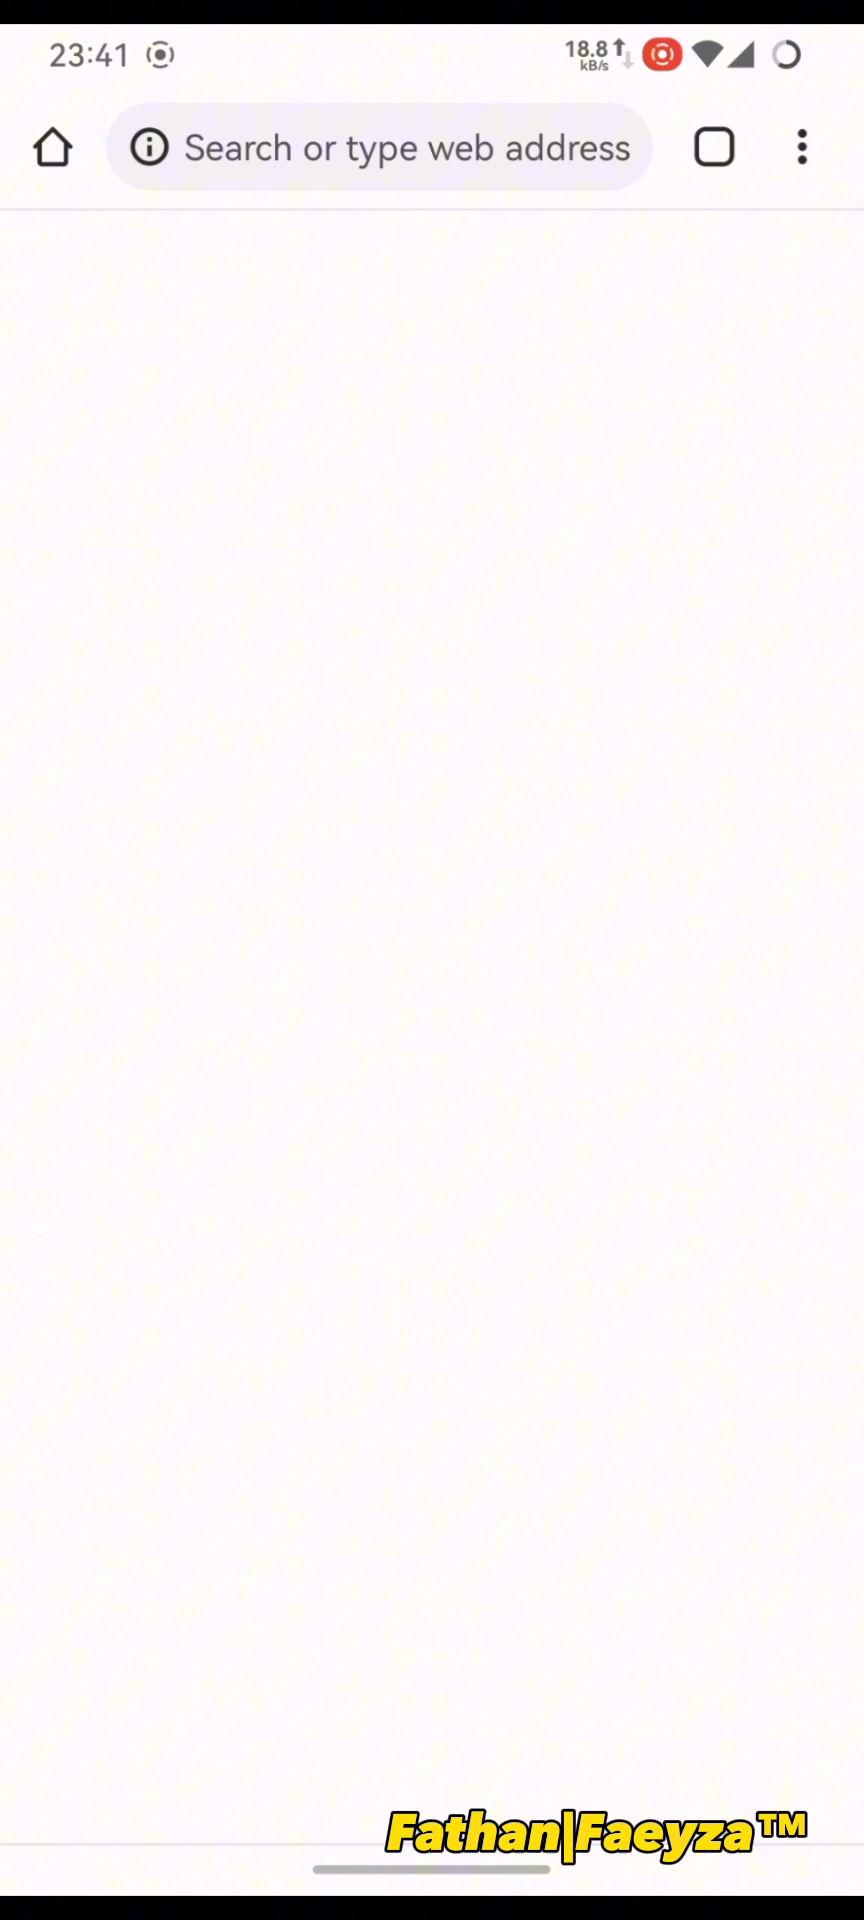 23:41
18.8
kB/s
Search or type web address
Fathan|Faeyza™